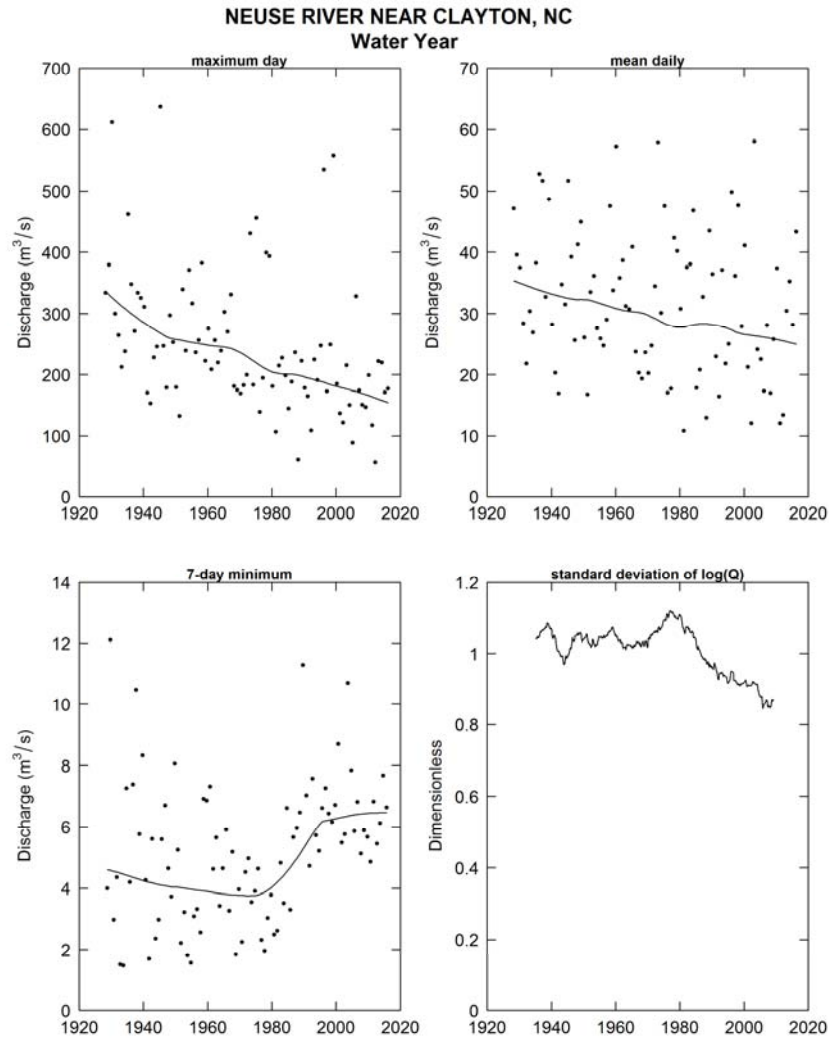 NEUSE RIVER NEAR CLAYTON, NC
Water Year
maximum day
Discharge (m³/s)
700
600
500
400
300
200
100
0
1920 1940 1960 1980 2000 2020
mean daily
Discharge (m³/s)
70
60
50
40
30
20
10
0
1920 1940 1960 1980 2000 2020
7-day minimum
Discharge (m³/s)
14
12
10
8
6
4
2
0
1920 1940 1960 1980 2000 2020
standard deviation of log(Q)
Dimensionless
1.2
1
0.8
0.6
0.4
0.2
0
1920 1940 1960 1980 2000 2020